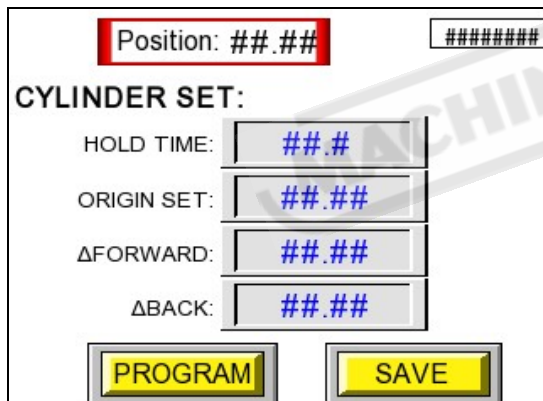 Position: ##.## ########
CYLINDER SET:
HOLD TIME: ##.#
ORIGIN SET: ##.##
ΔFORWARD: ##.##
ΔBACK: ##.##
PROGRAM SAVE